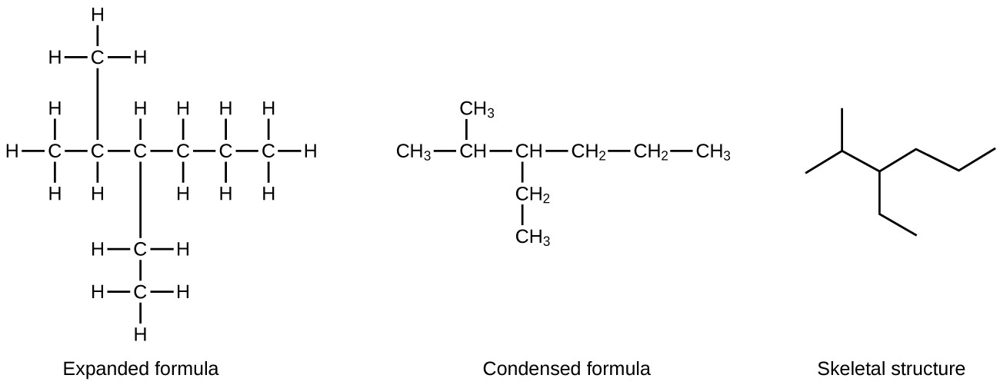 H
H C H
H H H H H
H C C C C C C H CH₃
H H H H H CH₃ CH CH CH₂ CH₂ CH₃
H C H CH₂
H C H CH₃
H
Expanded formula Condensed formula Skeletal structure